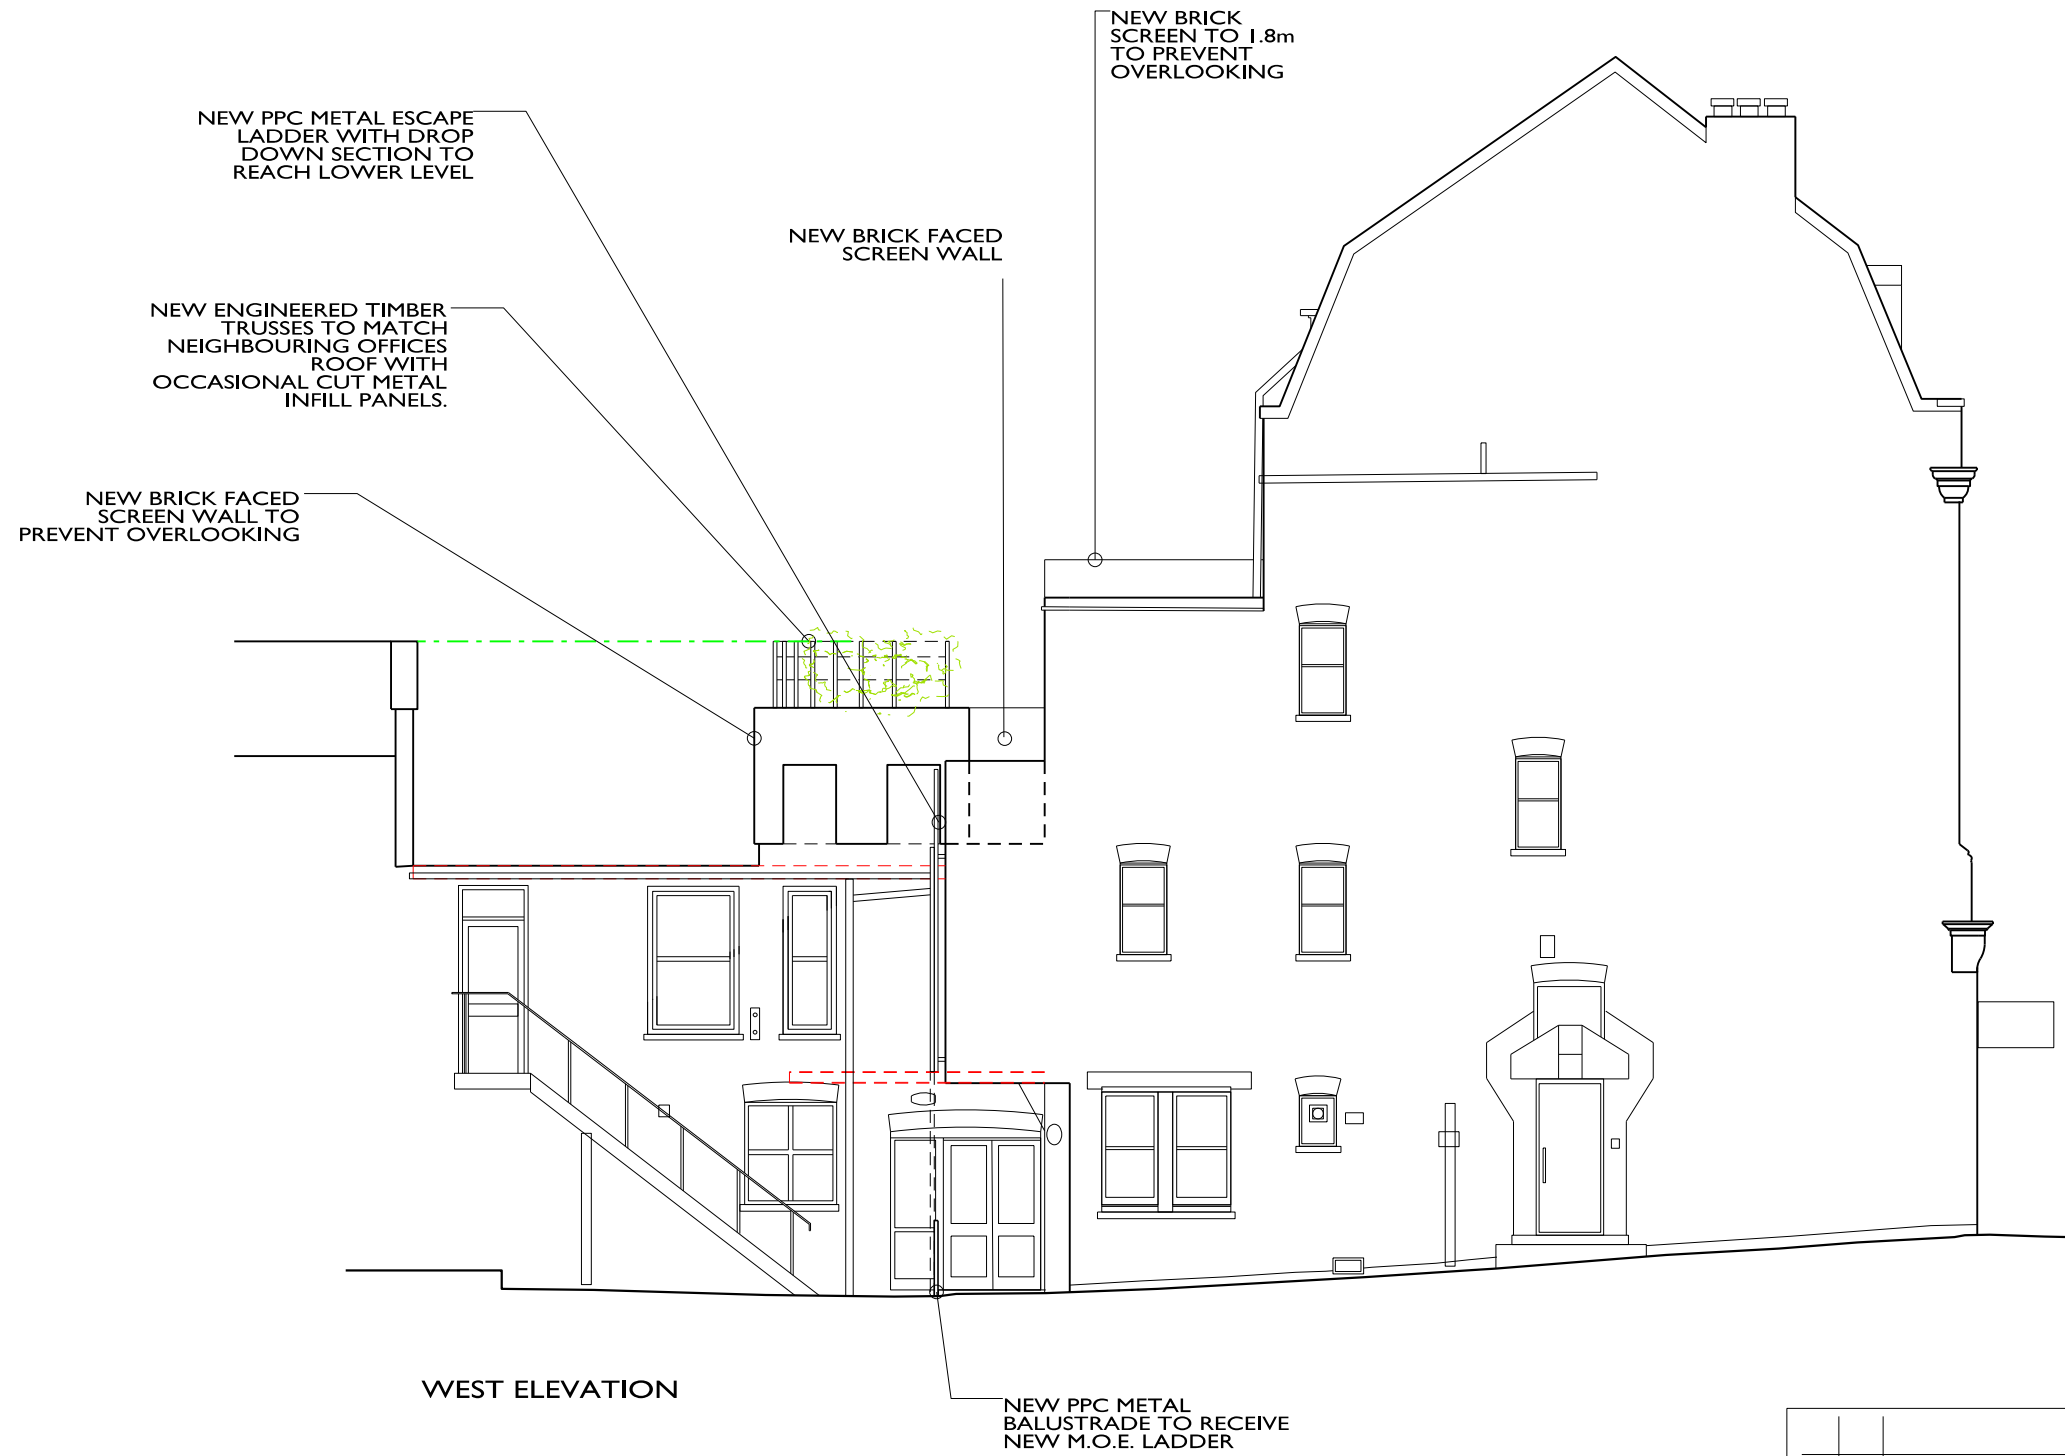 NEW BRICK
SCREEN TO 1.8m
TO PREVENT
OVERLOOKING
NEW PPC METAL ESCAPE
LADDER WITH DROP
DOWN SECTION TO
REACH LOWER LEVEL
NEW BRICK FACED
SCREEN WALL
NEW ENGINEERED TIMBER
TRUSSES TO MATCH
NEIGHBOURING OFFICES
ROOF WITH
OCCASIONAL CUT METAL
INFILL PANELS.
NEW BRICK FACED
SCREEN WALL TO
PREVENT OVERLOOKING
WEST ELEVATION
NEW PPC METAL
BALUSTRADE TO RECEIVE
NEW M.O.E. LADDER